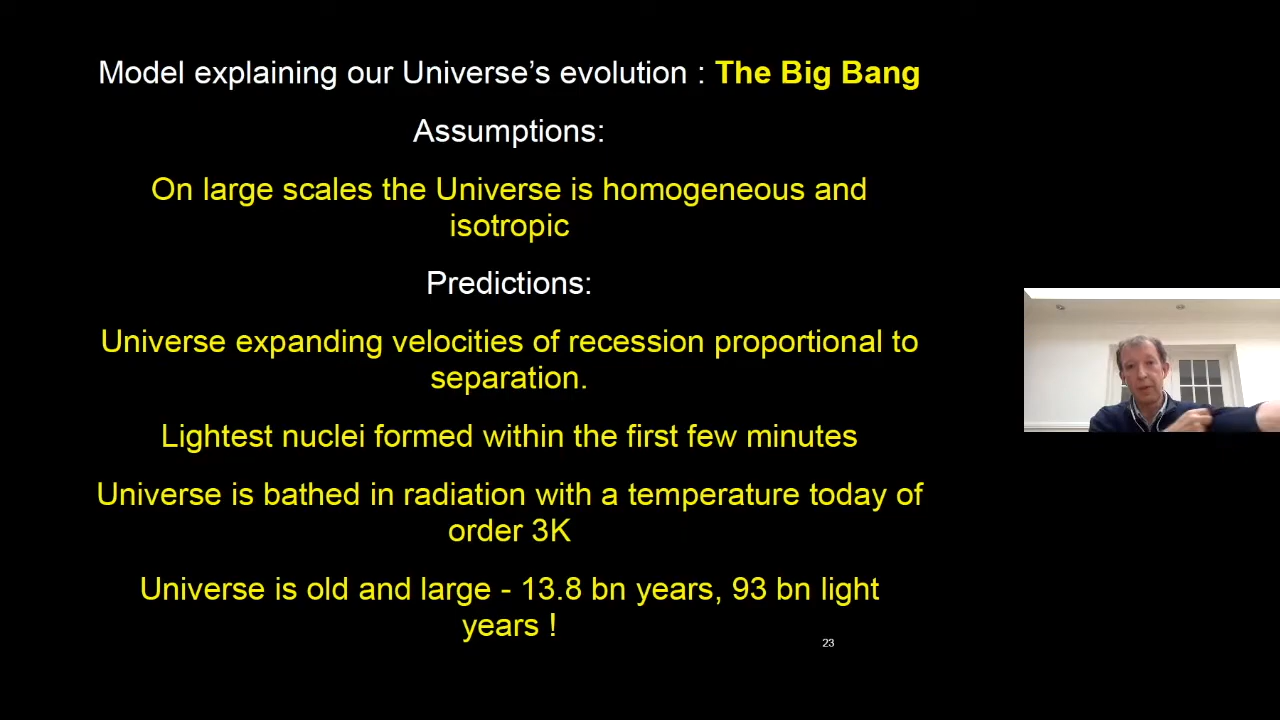 Model explaining our Universe's evolution : The Big Bang
Assumptions:
On large scales the Universe is homogeneous and
isotropic
Predictions:
Universe expanding velocities of recession proportional to
separation.
Lightest nuclei formed within the first few minutes
Universe is bathed in radiation with a temperature today of
order 3K
Universe is old and large - 13.8 bn years, 93 bn light
years !
23